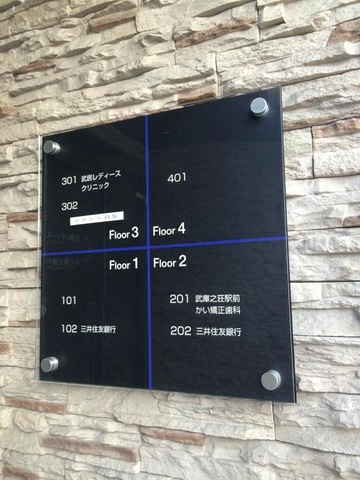 301 武居レディース
クリニック
302
Floor 3
401
Floor 4
Floor 1
101
102 三井住友銀行
Floor 2
201 武庫之荘駅前
かい矯正歯科
202 三井住友銀行